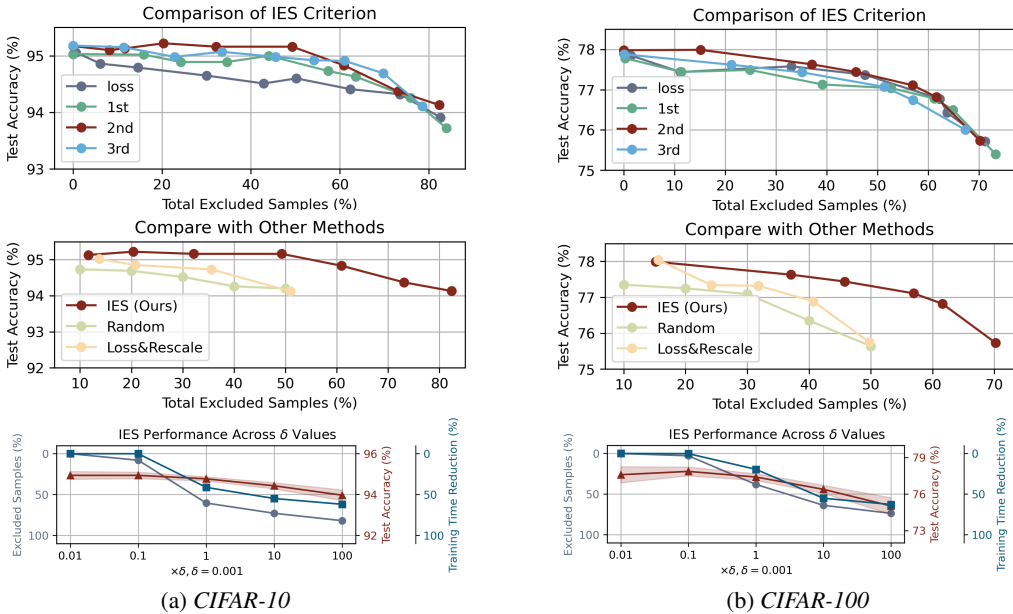 Comparison of IES Criterion
Test Accuracy (%)
95
94
93
loss
1st
2nd
3rd
0
20
40
60
80
Total Excluded Samples (%)
Compare with Other Methods
Test Accuracy (%)
95
94
93
92
IES (Ours)
Random
Loss&Rescale
10
20
30
40
50
60
70
80
Total Excluded Samples (%)
IES Performance Across δ Values
Excluded Samples (%)
0
50
100
96
94
92
Test Accuracy (%)
0
50
100
Training Time Reduction (%)
0.01
0.1
1
10
100
×δ, δ = 0.001
(a) CIFAR-10
Comparison of IES Criterion
Test Accuracy (%)
78
77
76
75
loss
1st
2nd
3rd
0
10
20
30
40
50
60
70
Total Excluded Samples (%)
Compare with Other Methods
Test Accuracy (%)
78
77
76
75
IES (Ours)
Random
Loss&Rescale
10
20
30
40
50
60
70
Total Excluded Samples (%)
IES Performance Across δ Values
Excluded Samples (%)
0
50
100
79
76
73
Test Accuracy (%)
0
50
100
Training Time Reduction (%)
0.01
0.1
1
10
100
×δ, δ = 0.001
(b) CIFAR-100